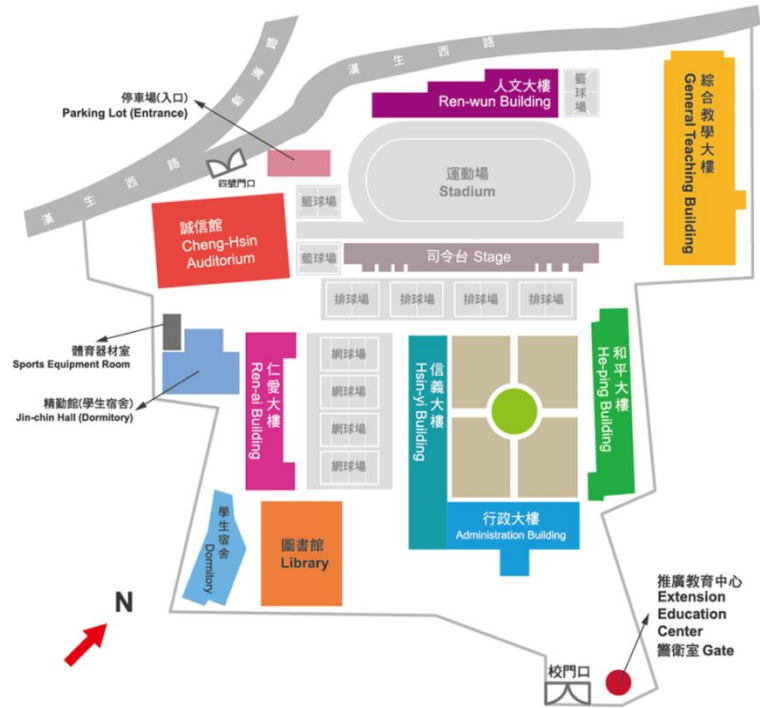 漢生西路
新灣路
漢生西路
停車場(入口)
Parking Lot (Entrance)
四號門口
人文大樓
Ren-wun Building
籃球場
綜合教學大樓
General Teaching Building
運動場
Stadium
籃球場
誠信館
Cheng-Hsin
Auditorium
籃球場
司令台 Stage
排球場
排球場
排球場
排球場
體育器材室
Sports Equipment Room
精勤館(學生宿舍)
Jin-chin Hall (Dormitory)
仁愛大樓
Ren-ai Building
網球場
網球場
網球場
網球場
信義大樓
Hsin-yi Building
和平大樓
He-ping Building
學生宿舍
Dormitory
圖書館
Library
行政大樓
Administration Building
推廣教育中心
Extension
Education
Center
警衛室 Gate
校門口
N